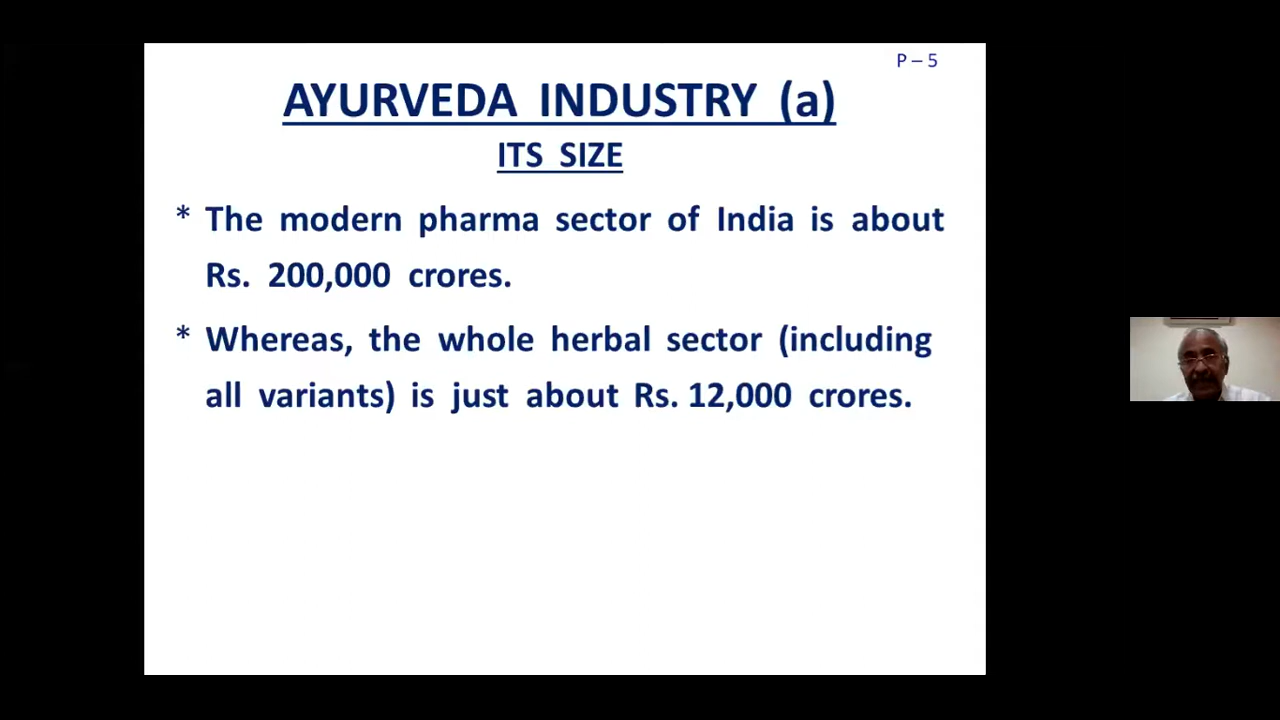 P – 5
AYURVEDA INDUSTRY (a)
ITS SIZE
* The modern pharma sector of India is about
Rs. 200,000 crores.
* Whereas, the whole herbal sector (including
all variants) is just about Rs. 12,000 crores.